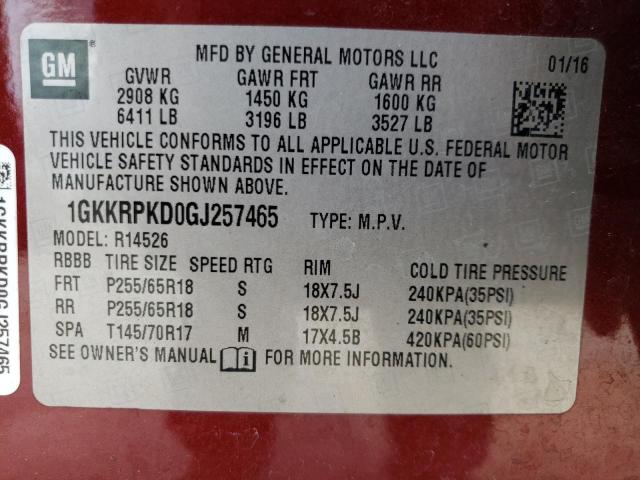 GM
MFD BY GENERAL MOTORS LLC 01/16
GVWR GAWR FRT GAWR RR
2908 KG 1450 KG 1600 KG
6411 LB 3196 LB 3527 LB
THIS VEHICLE CONFORMS TO ALL APPLICABLE U.S. FEDERAL MOTOR
VEHICLE SAFETY STANDARDS IN EFFECT ON THE DATE OF
MANUFACTURE SHOWN ABOVE.
1GKKRPKD0GJ257465 TYPE: M.P.V.
MODEL: R14526
RBBB TIRE SIZE SPEED RTG RIM COLD TIRE PRESSURE
FRT P255/65R18 S 18X7.5J 240KPA(35PSI)
RR P255/65R18 S 18X7.5J 240KPA(35PSI)
SPA T145/70R17 M 17X4.5B 420KPA(60PSI)
SEE OWNER'S MANUAL FOR MORE INFORMATION.
1GKKRPKD0GJ257465